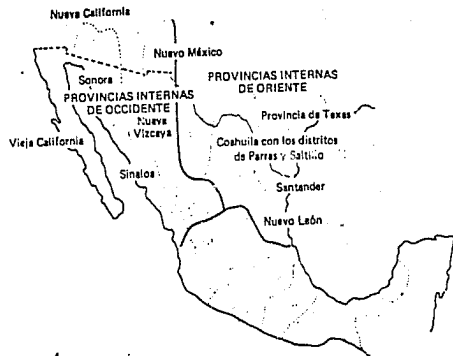 Nueva California
Nuevo México
Sonora
PROVINCIAS INTERNAS
DE OCCIDENTE
PROVINCIAS INTERNAS
DE ORIENTE
Nueva
Vizcaya
Provincia de Texas
Vieja California
Coahuila con los distritos
de Parras y Saltillo
Sinaloa
Santander
Nuevo León